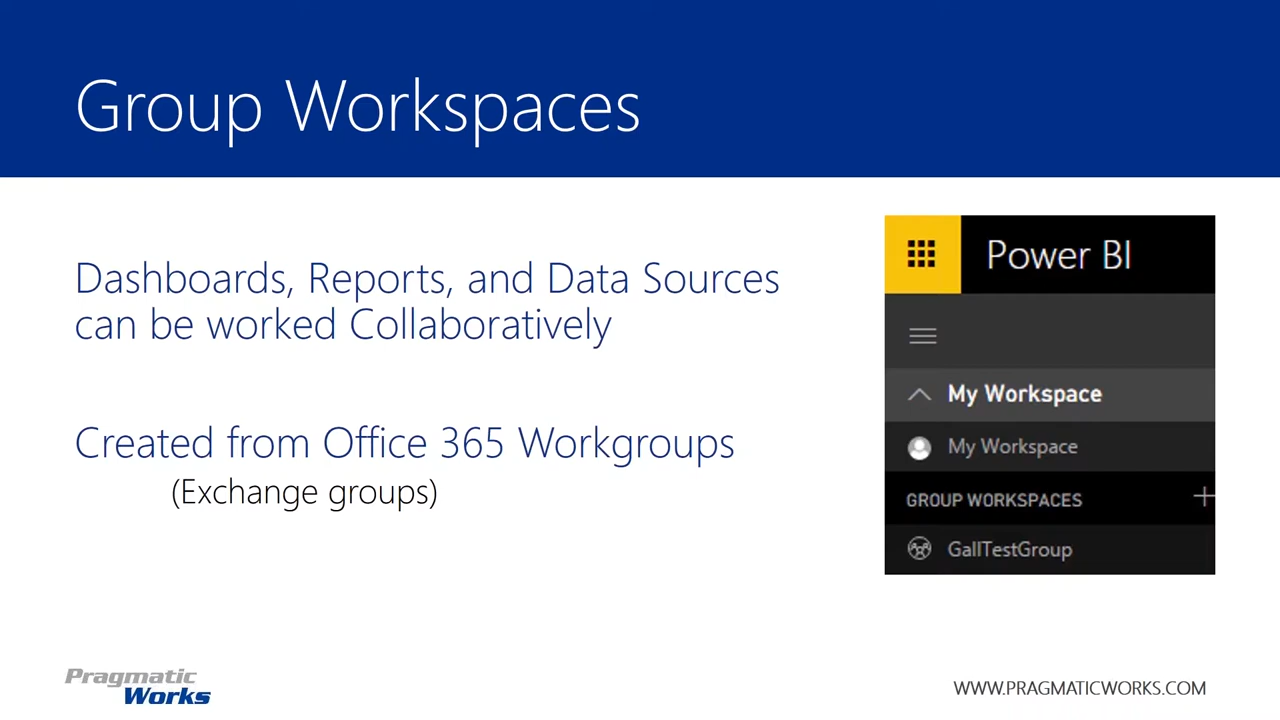 Group Workspaces
Dashboards, Reports, and Data Sources
can be worked Collaboratively
Created from Office 365 Workgroups
(Exchange groups)
Power BI
My Workspace
My Workspace
GROUP WORKSPACES
GallTestGroup
Pragmatic
Works
WWW.PRAGMATICWORKS.COM